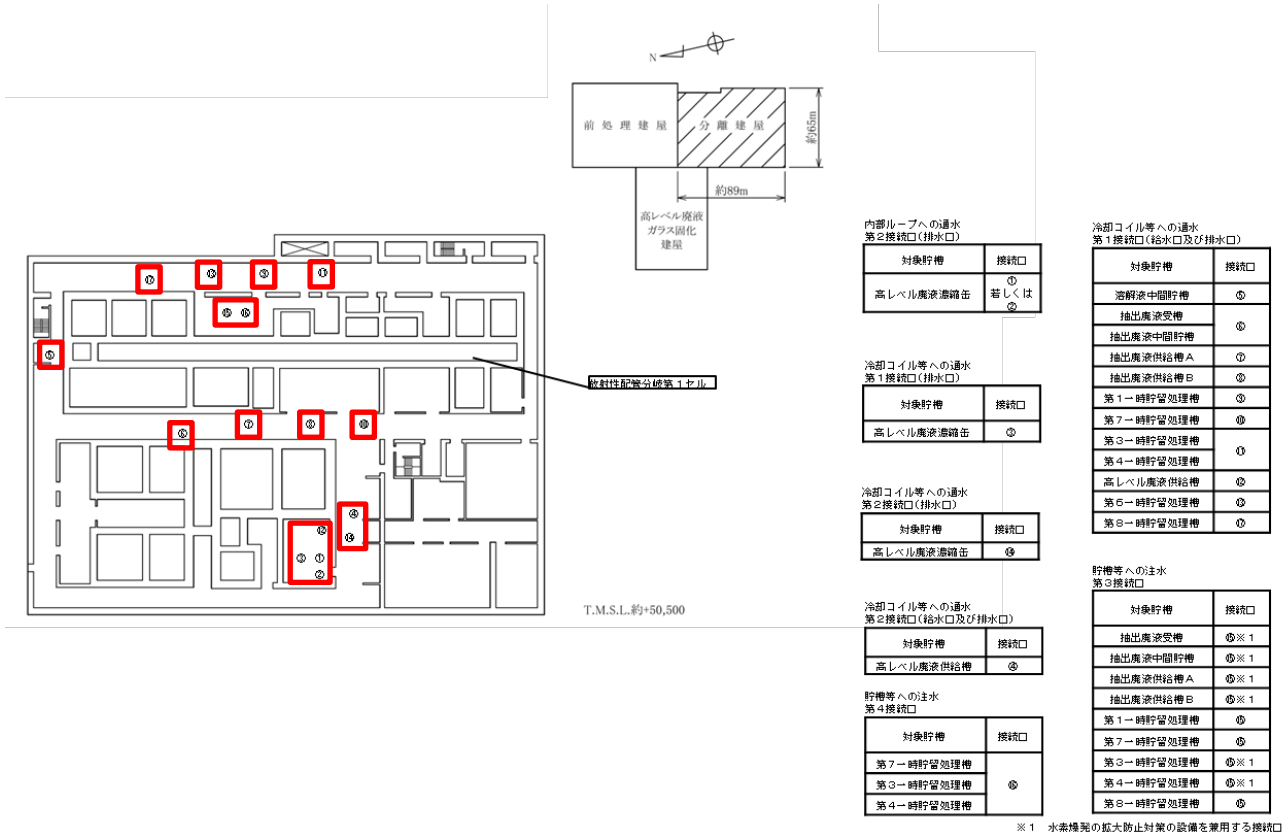 N
前処理建屋
分離建屋
約65m
約89m
高レベル廃液
ガラス固化
建屋
放射性配管分岐第1セル
T.M.S.L.約+50,500
内部ループへの通水
第2接続口(排水口)
対象貯槽 接続口
高レベル廃液濃縮缶 ①
若しくは
②
冷却コイル等への通水
第1接続口(排水口)
対象貯槽 接続口
高レベル廃液濃縮缶 ③
冷却コイル等への通水
第2接続口(排水口)
対象貯槽 接続口
高レベル廃液濃縮缶 ⑭
冷却コイル等への通水
第2接続口(給水口及び排水口)
対象貯槽 接続口
高レベル廃液供給槽 ④
貯槽等への注水
第4接続口
対象貯槽 接続口
第7一時貯留処理槽
第3一時貯留処理槽 ⑯
第4一時貯留処理槽
冷却コイル等への通水
第1接続口(給水口及び排水口)
対象貯槽 接続口
溶解液中間貯槽 ⑤
抽出廃液受槽 ⑥
抽出廃液中間貯槽
抽出廃液供給槽A ⑦
抽出廃液供給槽B ⑧
第1一時貯留処理槽 ⑨
第7一時貯留処理槽 ⑩
第3一時貯留処理槽 ⑪
第4一時貯留処理槽
高レベル廃液供給槽 ⑫
第6一時貯留処理槽 ⑬
第8一時貯留処理槽 ⑰
貯槽等への注水
第3接続口
対象貯槽 接続口
抽出廃液受槽 ⑮※1
抽出廃液中間貯槽 ⑮※1
抽出廃液供給槽A ⑮※1
抽出廃液供給槽B ⑮※1
第1一時貯留処理槽 ⑮
第7一時貯留処理槽 ⑮
第3一時貯留処理槽 ⑮※1
第4一時貯留処理槽 ⑮※1
第8一時貯留処理槽 ⑮
※1 水素爆発の拡大防止対策の設備を兼用する接続口